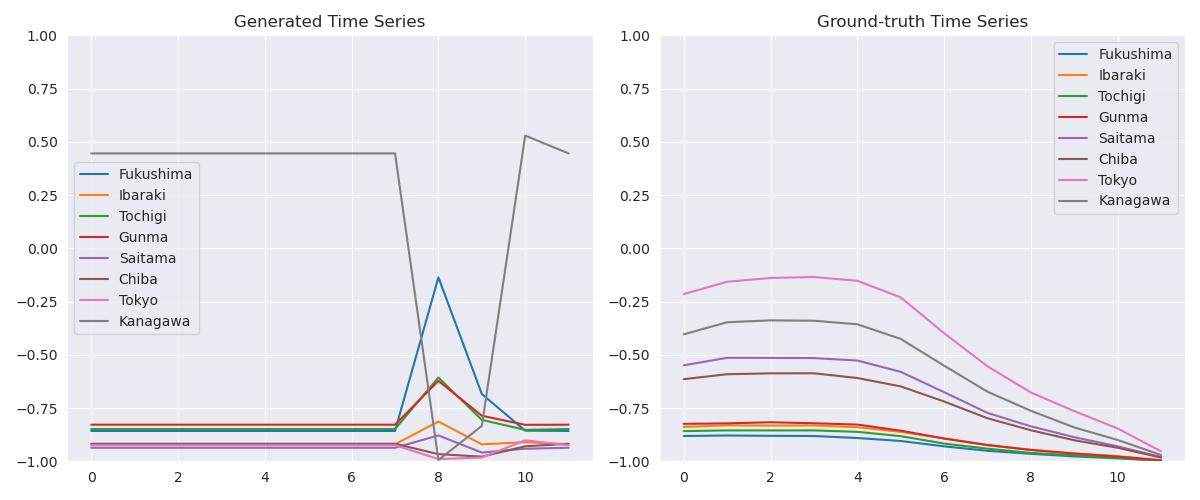 Generated Time Series
1.00
0.75
0.50
0.25
0.00
−0.25
−0.50
−0.75
−1.00
0 2 4 6 8 10
Fukushima
Ibaraki
Tochigi
Gunma
Saitama
Chiba
Tokyo
Kanagawa
Ground-truth Time Series
1.00
0.75
0.50
0.25
0.00
−0.25
−0.50
−0.75
−1.00
0 2 4 6 8 10
Fukushima
Ibaraki
Tochigi
Gunma
Saitama
Chiba
Tokyo
Kanagawa